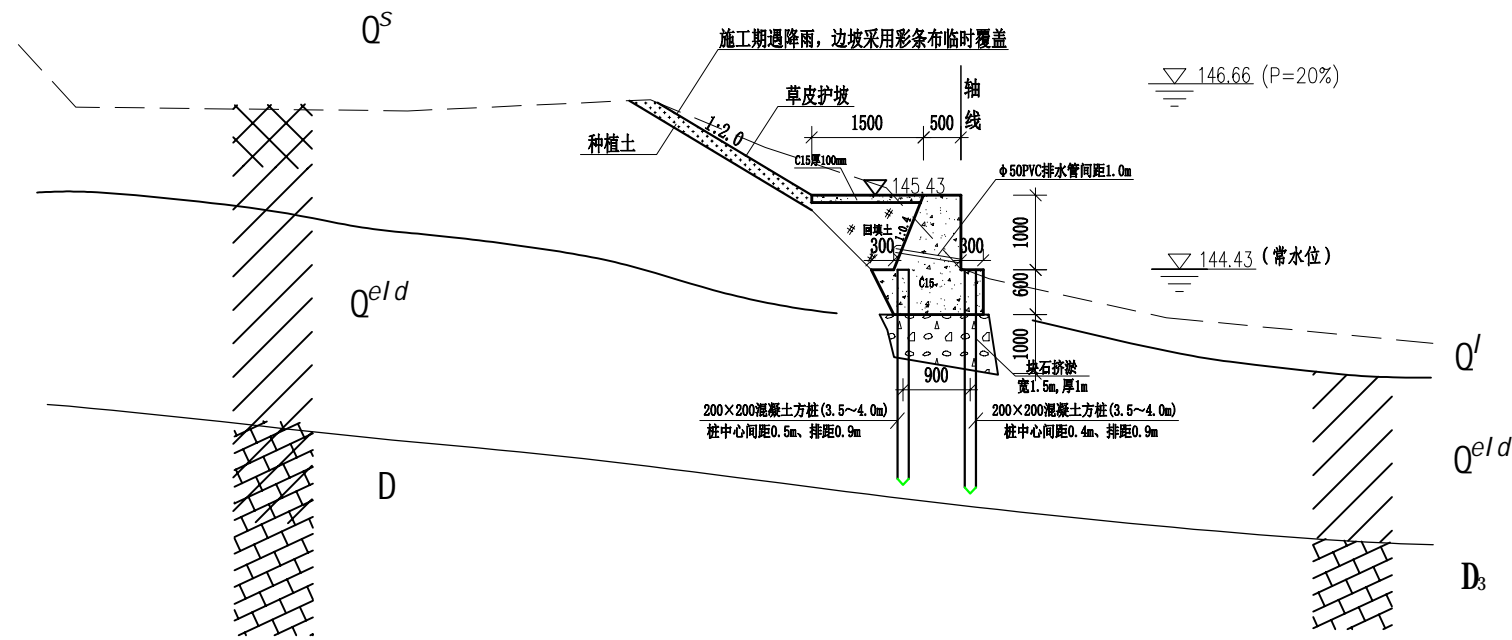 Q^s
施工期遇降雨，边坡采用彩条布临时覆盖
146.66 (P=20%)
轴线
草皮护坡
1:2.0
1500
500
种植土
C15厚100mm
145.43
φ50PVC排水管间距1.0m
回填土
1:0.4
300
300
1000
144.43 (常水位)
C15
600
Q^eld
1000
Q^l
块石挤淤
宽1.5m,厚1m
900
200×200混凝土方桩(3.5～4.0m)
桩中心间距0.5m、排距0.9m
200×200混凝土方桩(3.5～4.0m)
桩中心间距0.4m、排距0.9m
Q^eld
D
D₃